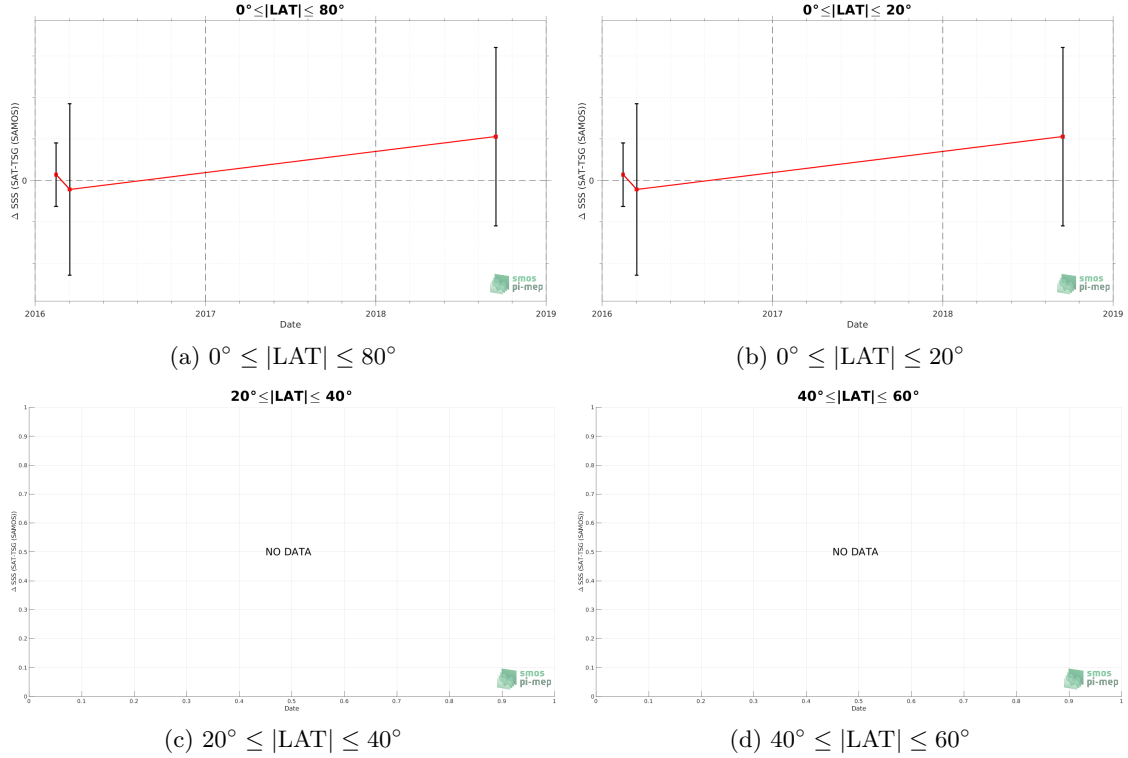 0°≤|LAT|≤ 80°
Δ SSS (SAT-TSG (SAMOS))
0
2016 2017 2018 2019
Date
smos
pi-mep
(a) 0° ≤ |LAT| ≤ 80°
0°≤|LAT|≤ 20°
Δ SSS (SAT-TSG (SAMOS))
0
2016 2017 2018 2019
Date
smos
pi-mep
(b) 0° ≤ |LAT| ≤ 20°
20°≤|LAT|≤ 40°
Δ SSS (SAT-TSG (SAMOS))
1
0.9
0.8
0.7
0.6
0.5
0.4
0.3
0.2
0.1
0
NO DATA
0 0.1 0.2 0.3 0.4 0.5 0.6 0.7 0.8 0.9 1
Date
smos
pi-mep
(c) 20° ≤ |LAT| ≤ 40°
40°≤|LAT|≤ 60°
Δ SSS (SAT-TSG (SAMOS))
1
0.9
0.8
0.7
0.6
0.5
0.4
0.3
0.2
0.1
0
NO DATA
0 0.1 0.2 0.3 0.4 0.5 0.6 0.7 0.8 0.9 1
Date
smos
pi-mep
(d) 40° ≤ |LAT| ≤ 60°